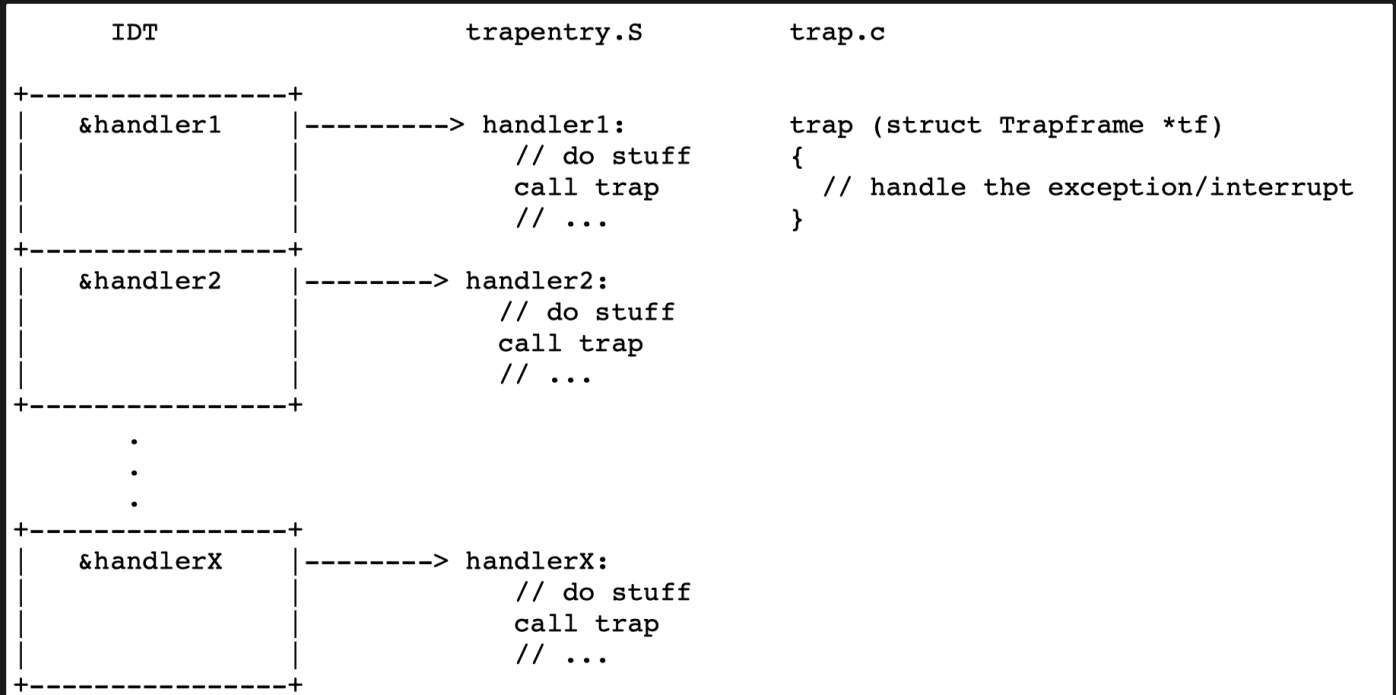 IDT trapentry.S trap.c
+----------------+
| &handler1 |---------> handler1: trap (struct Trapframe *tf)
| | // do stuff {
| | call trap // handle the exception/interrupt
| | // ... }
+----------------+
| &handler2 |--------> handler2:
| | // do stuff
| | call trap
| | // ...
+----------------+
.
.
.
+----------------+
| &handlerX |--------> handlerX:
| | // do stuff
| | call trap
| | // ...
+----------------+